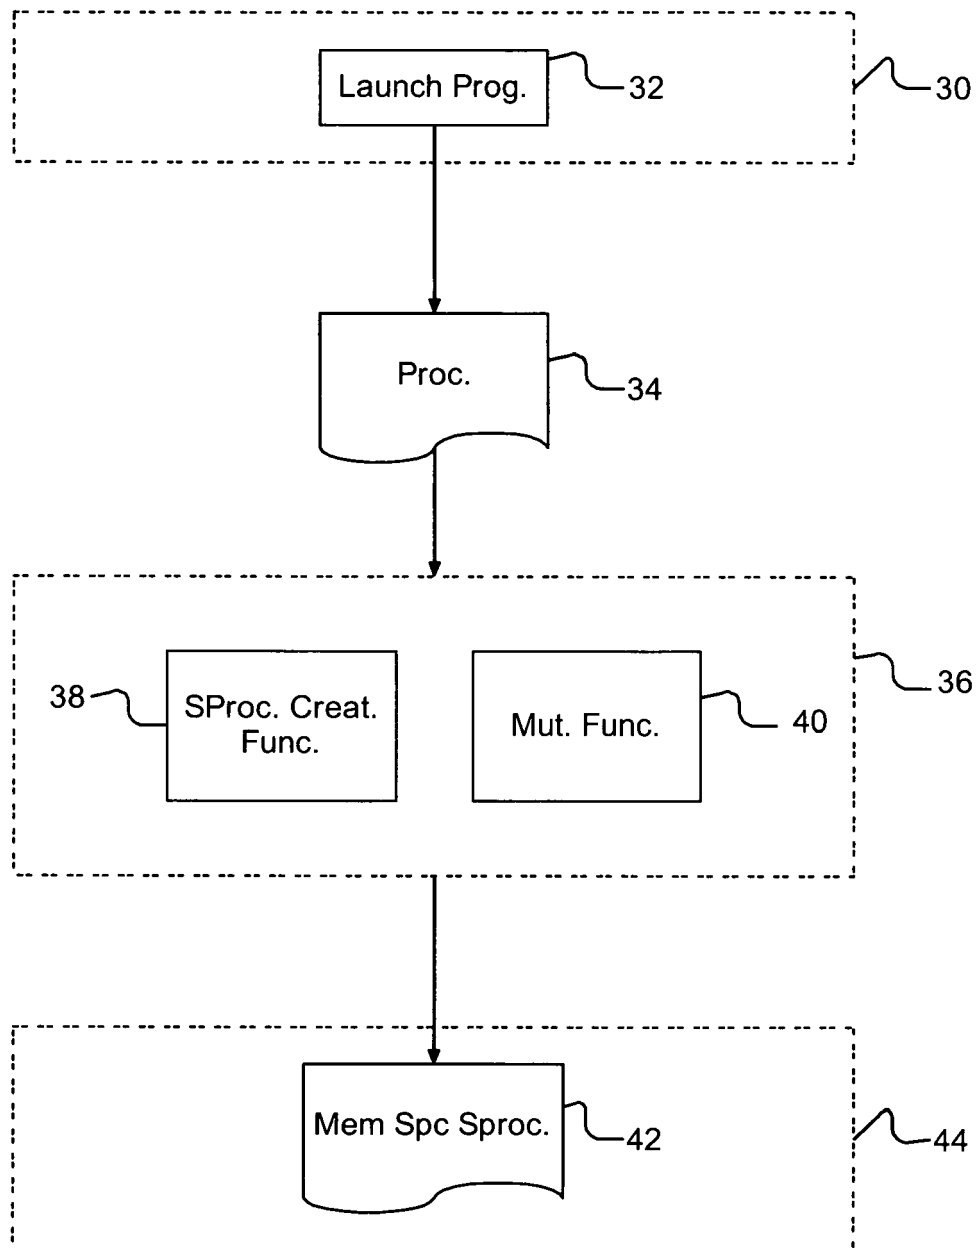 Launch Prog.
32
30
Proc.
34
36
38
SProc. Creat.
Func.
Mut. Func.
40
Mem Spc Sproc.
42
44